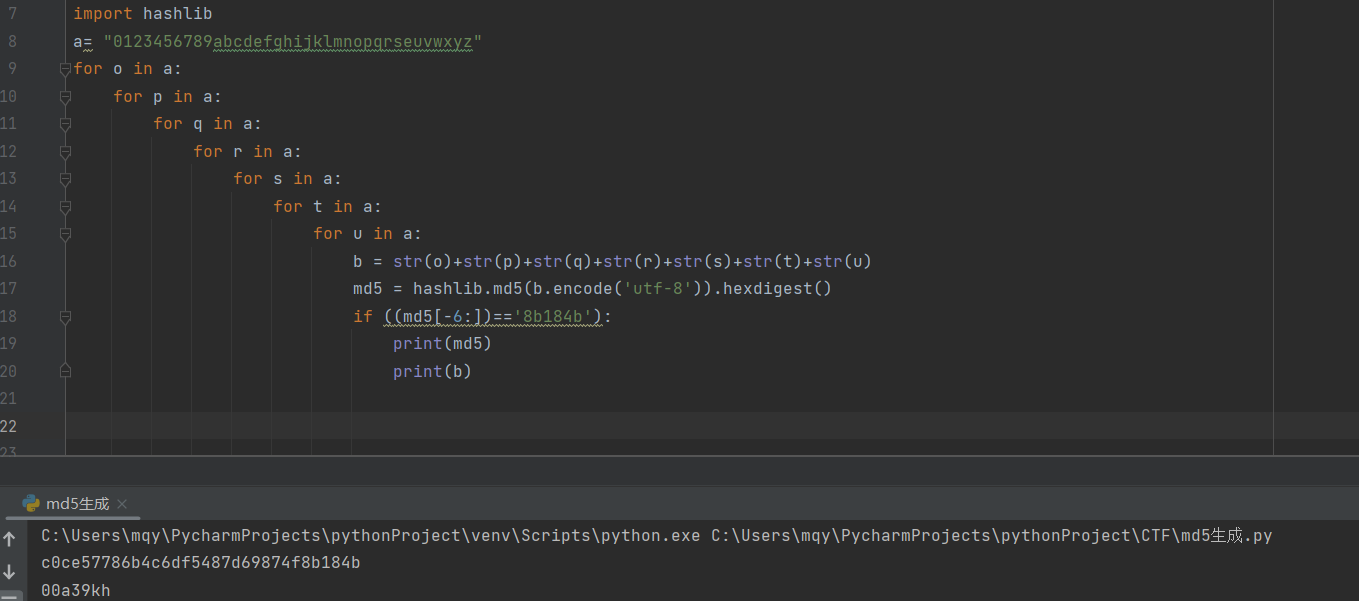 7 import hashlib
8 a= "0123456789abcdefghijklmnopqrseuvwxyz"
9 for o in a:
10 for p in a:
11 for q in a:
12 for r in a:
13 for s in a:
14 for t in a:
15 for u in a:
16 b = str(o)+str(p)+str(q)+str(r)+str(s)+str(t)+str(u)
17 md5 = hashlib.md5(b.encode('utf-8')).hexdigest()
18 if ((md5[-6:])=='8b184b'):
19 print(md5)
20 print(b)
21
22
23
md5生成
C:\Users\mqy\PycharmProjects\pythonProject\venv\Scripts\python.exe C:\Users\mqy\PycharmProjects\pythonProject\CTF\md5生成.py
c0ce57786b4c6df5487d69874f8b184b
00a39kh